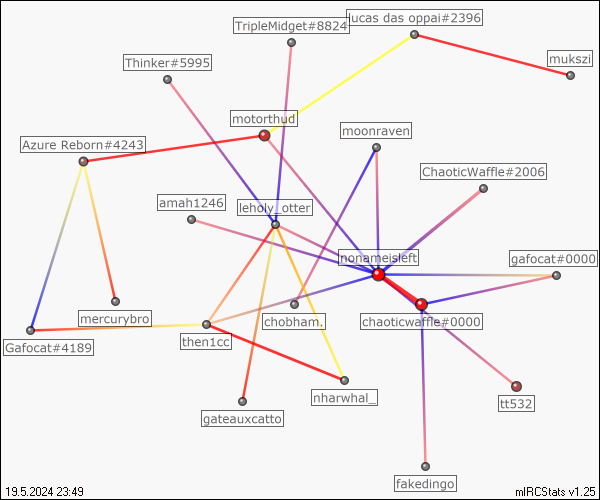 lucas das oppai#2396
TripleMidget#8824
mukszi
Thinker#5995
motorthud
moonraven
Azure Reborn#4243
ChaoticWaffle#2006
amah1246
leholy_otter
nonameisleft
gafocat#0000
mercurybro
chobham.
chaoticwaffle#0000
Gafocat#4189
then1cc
nharwhal_
tt532
gateauxcatto
fakedingo
19.5.2024 23:49
mIRCStats v1.25